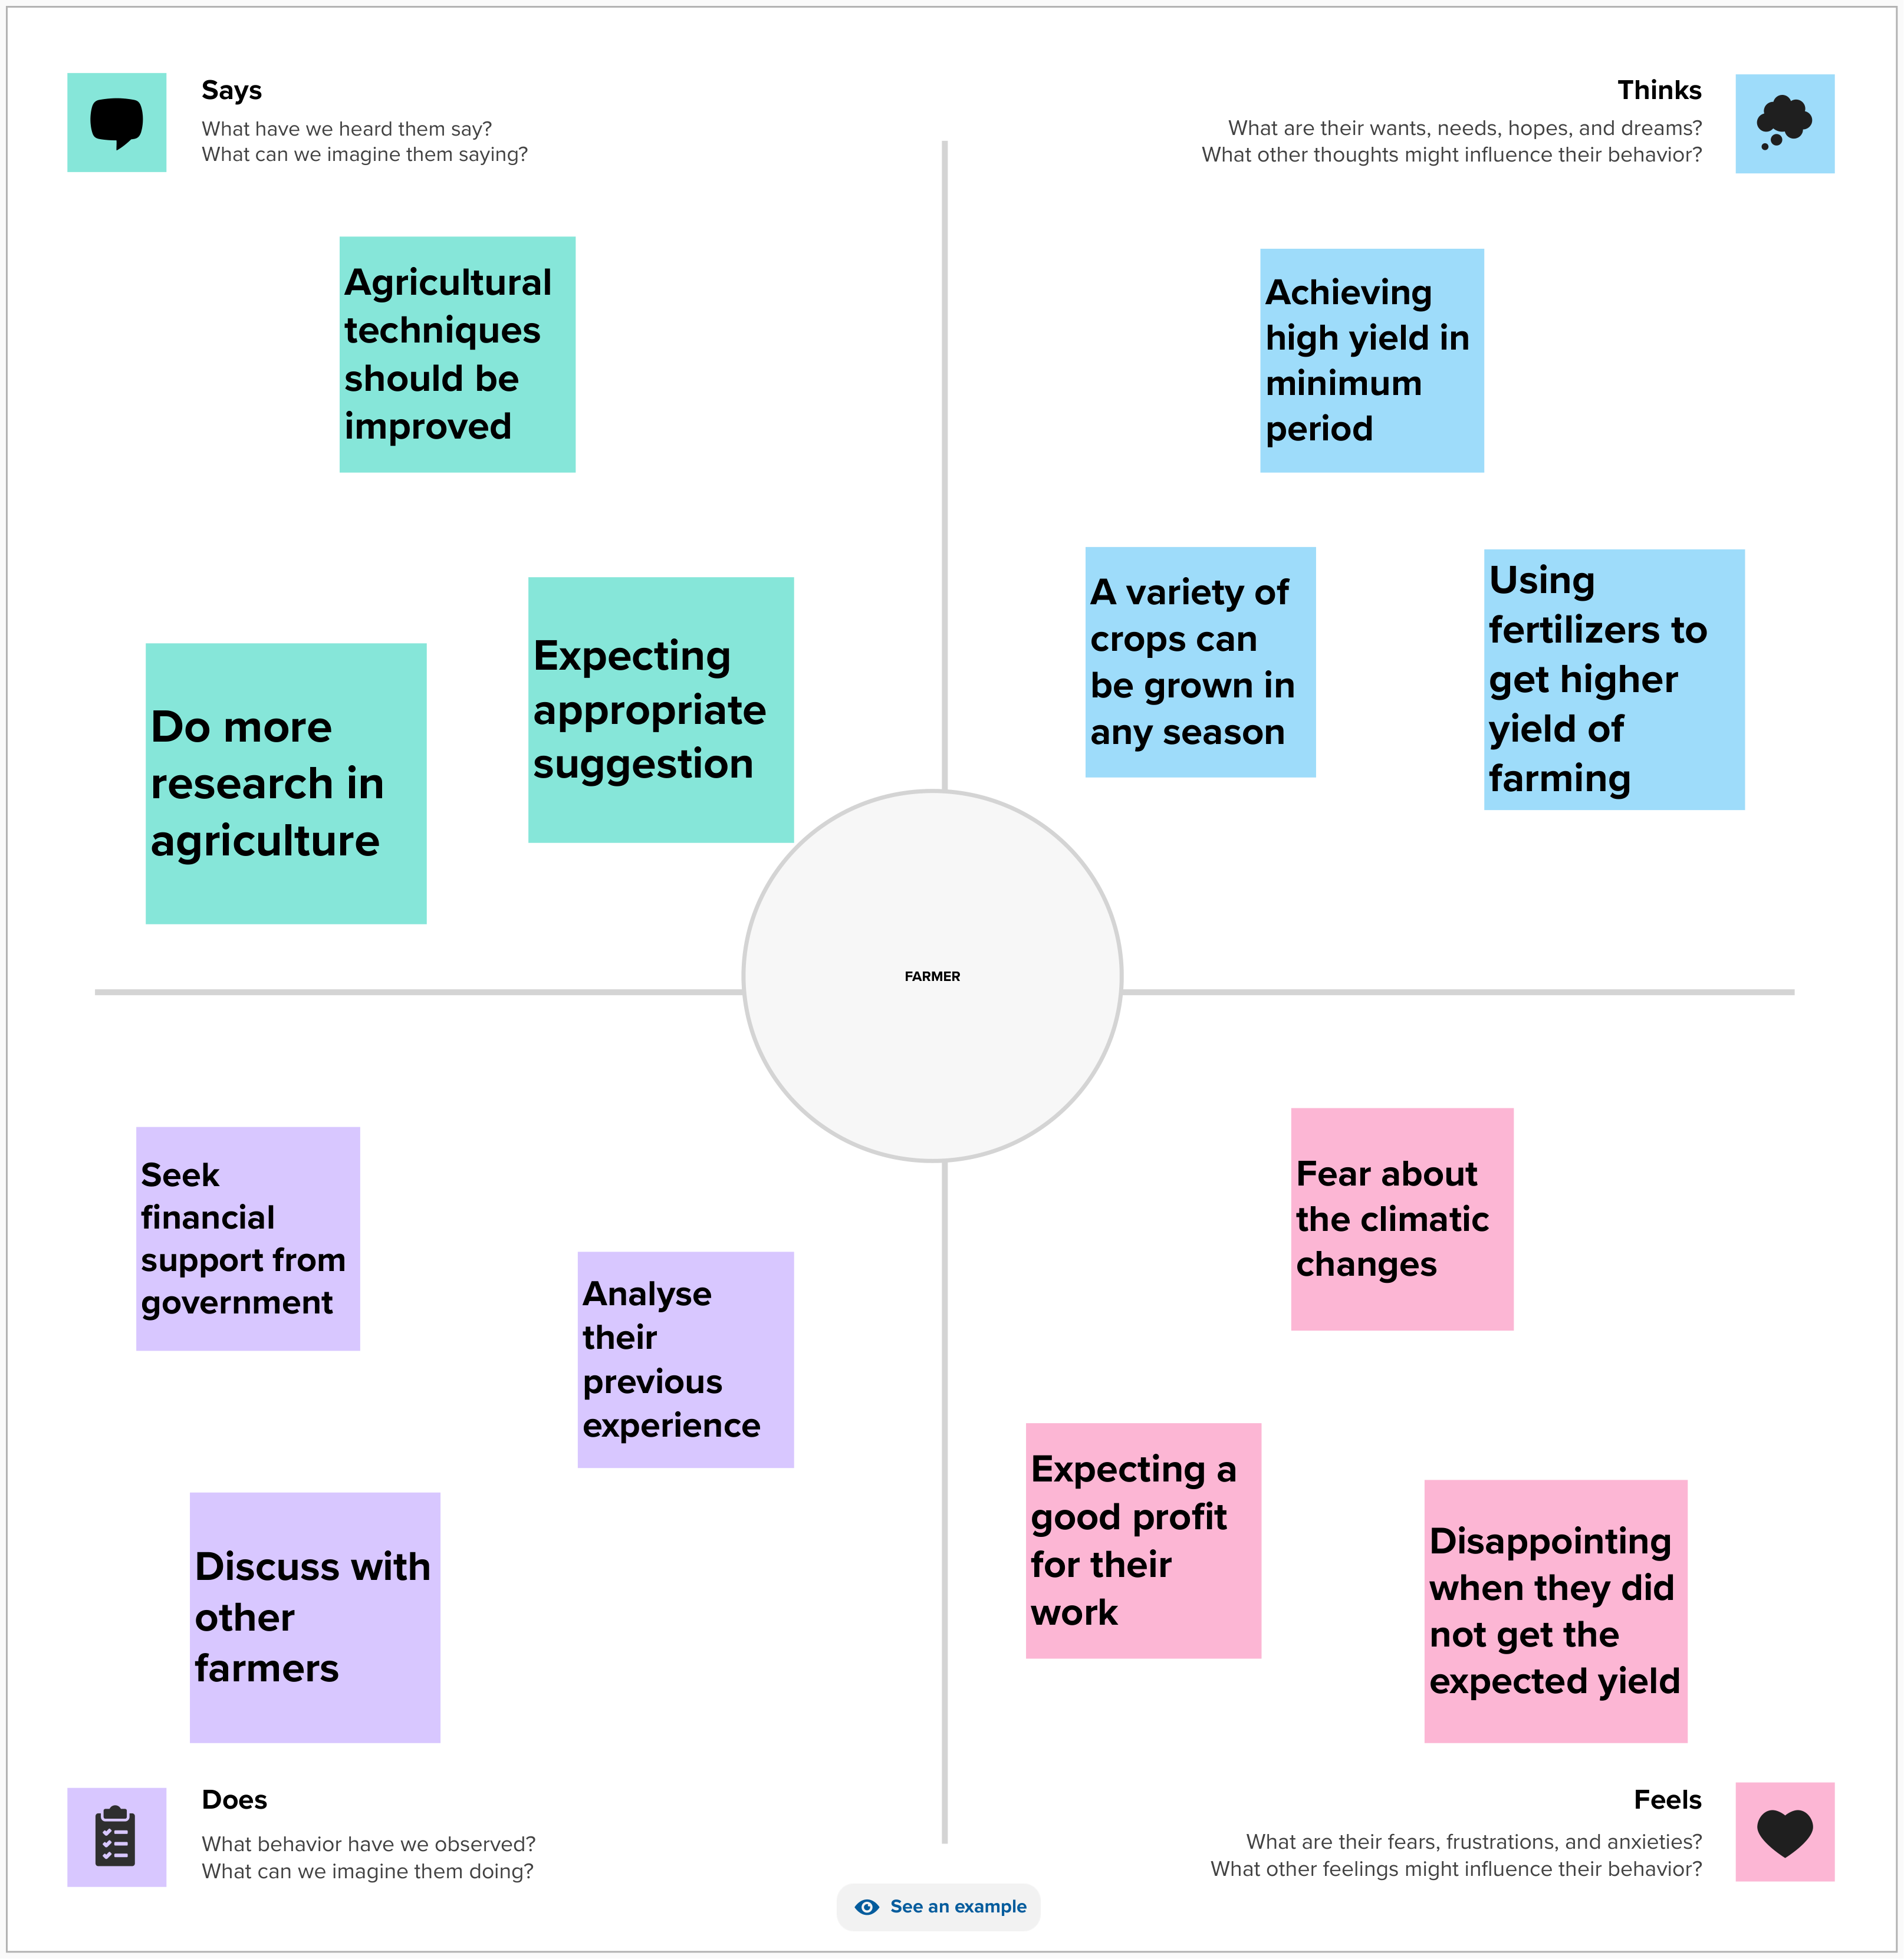 Says
What have we heard them say?
What can we imagine them saying?
Thinks
What are their wants, needs, hopes, and dreams?
What other thoughts might influence their behavior?
Agricultural
techniques
should be
improved
Do more
research in
agriculture
Expecting
appropriate
suggestion
Achieving
high yield in
minimum
period
A variety of
crops can
be grown in
any season
Using
fertilizers to
get higher
yield of
farming
FARMER
Seek
financial
support from
government
Analyse
their
previous
experience
Discuss with
other
farmers
Fear about
the climatic
changes
Expecting a
good profit
for their
work
Disappointing
when they did
not get the
expected yield
Does
What behavior have we observed?
What can we imagine them doing?
Feels
What are their fears, frustrations, and anxieties?
What other feelings might influence their behavior?
See an example